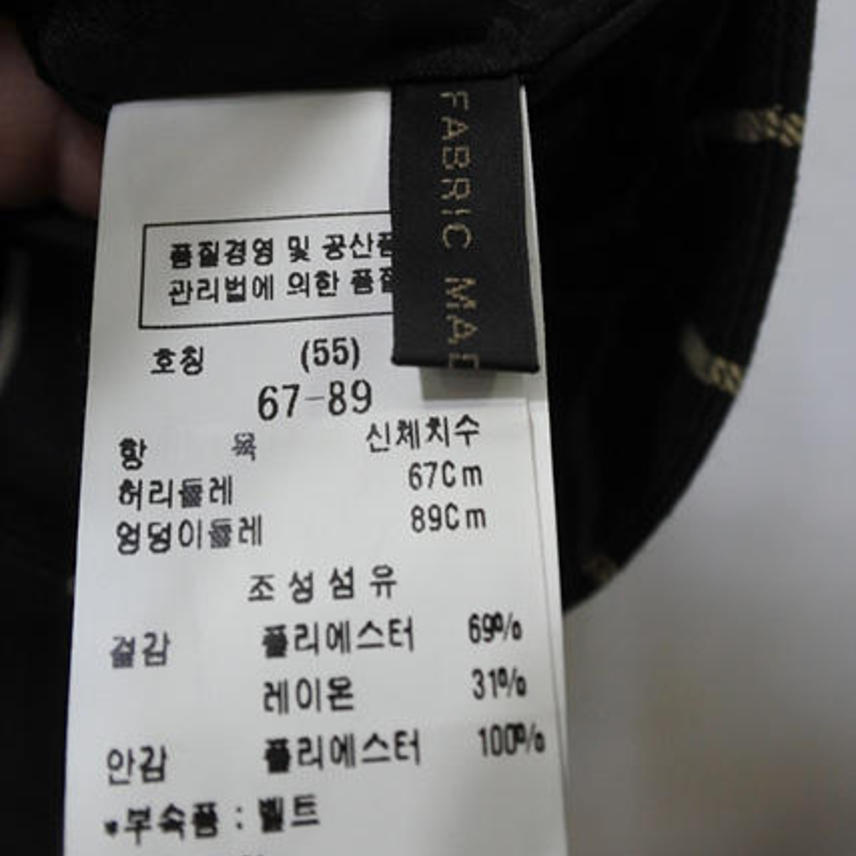 FABRIC MAD
품질경영 및 공산품
관리법에 의한 품질
호칭 (55)
67-89
항 목 신체치수
허리둘레 67Cm
엉덩이둘레 89Cm
조성섬유
겉감 폴리에스터 69%
레이온 31%
안감 폴리에스터 100%
*부속품 : 벨트